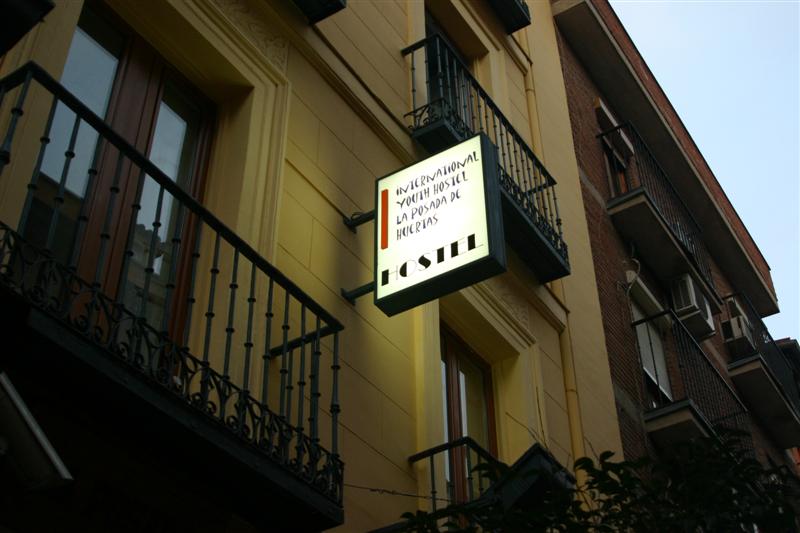 INTERNATIONAL
YOUTH HOSTEL
LA POSADA DE
HUERTAS
HOSTEL